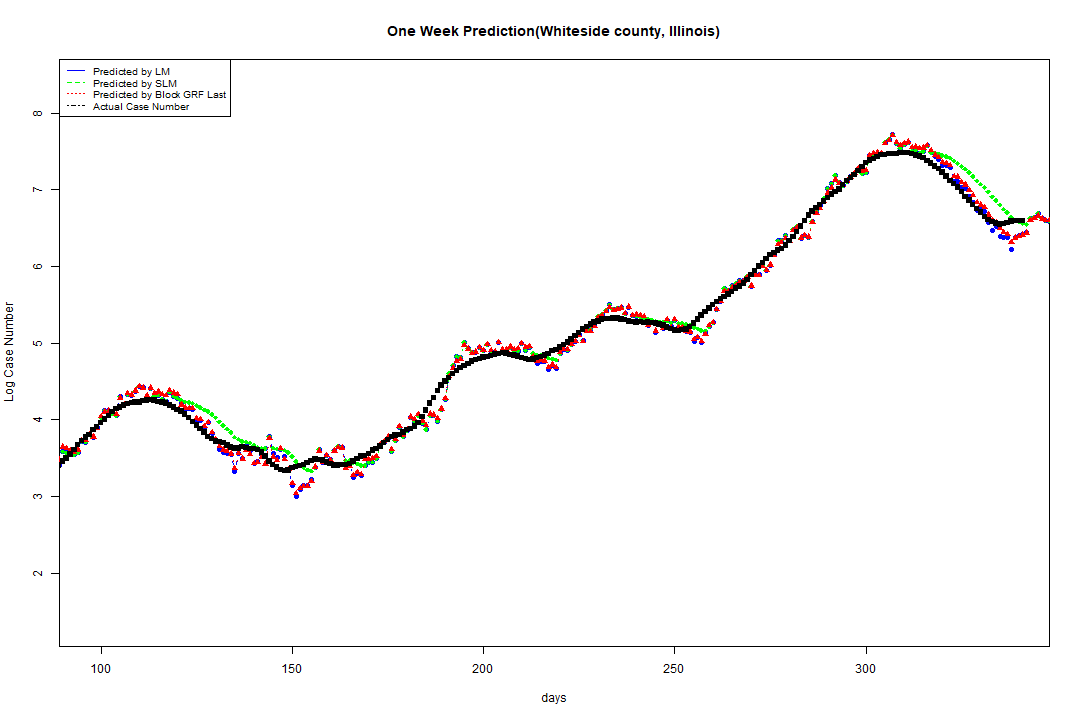 One Week Prediction(Whiteside county, Illinois)
Predicted by LM
Predicted by SLM
Predicted by Block GRF Last
Actual Case Number
8
7
6
5
4
3
2
Log Case Number
100 150 200 250 300
days